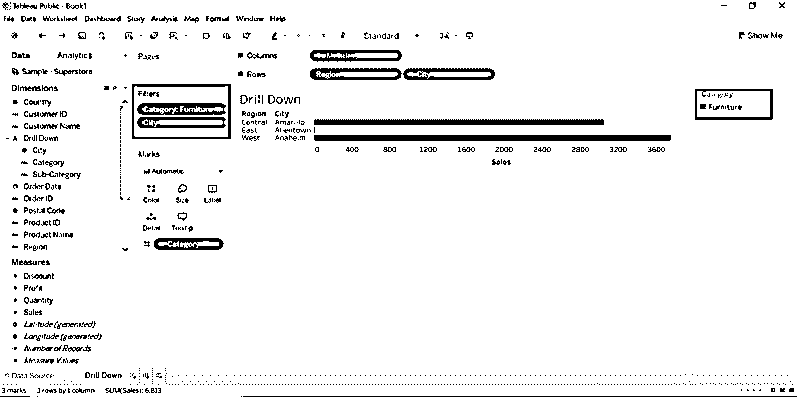 Tableau Public - Book1
File Data Worksheet Dashboard Story Analysis Map Format Window Help
Standard
Show Me
Data Analytics
Pages
Columns
Sample - Superstore
Rows Region City
Dimensions
Filters
Category: Furniture
City
Drill Down
Category
Furniture
Region City
Central Amarillo
East Allentown
West Anaheim
0 400 800 1200 1600 2000 2400 2800 3200 3600
Sales
Country
Customer ID
Customer Name
Drill Down
City
Category
Sub-Category
Order Date
Order ID
Postal Code
Product ID
Product Name
Region
Marks
Automatic
Color Size Label
Detail Tooltip
Category
Measures
Discount
Profit
Quantity
Sales
Latitude (generated)
Longitude (generated)
Number of Records
Measure Values
Data Source Drill Down
3 marks 3 rows by 1 column SUM(Sales): 6,813